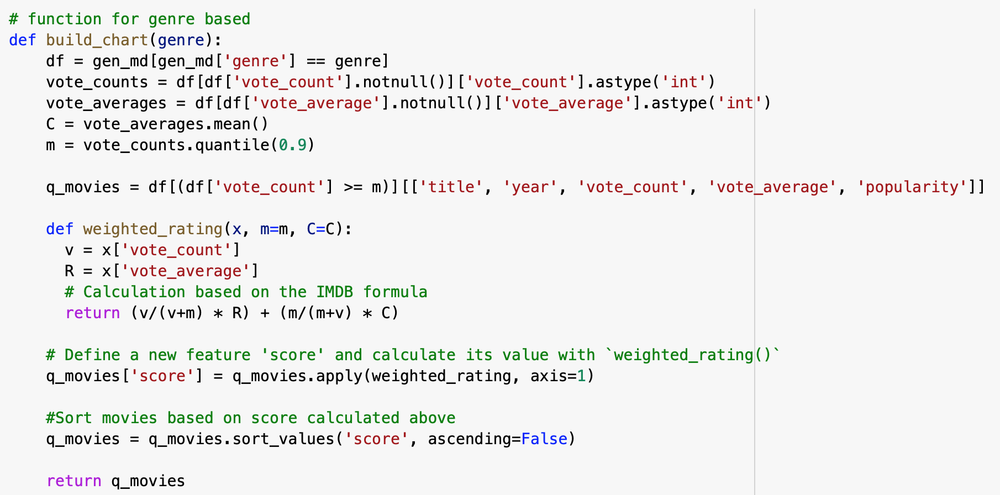 # function for genre based
def build_chart(genre):
    df = gen_md[gen_md['genre'] == genre]
    vote_counts = df[df['vote_count'].notnull()]['vote_count'].astype('int')
    vote_averages = df[df['vote_average'].notnull()]['vote_average'].astype('int')
    C = vote_averages.mean()
    m = vote_counts.quantile(0.9)

    q_movies = df[(df['vote_count'] >= m)][['title', 'year', 'vote_count', 'vote_average', 'popularity']]

    def weighted_rating(x, m=m, C=C):
      v = x['vote_count']
      R = x['vote_average']
      # Calculation based on the IMDB formula
      return (v/(v+m) * R) + (m/(m+v) * C)

    # Define a new feature 'score' and calculate its value with `weighted_rating()`
    q_movies['score'] = q_movies.apply(weighted_rating, axis=1)

    #Sort movies based on score calculated above
    q_movies = q_movies.sort_values('score', ascending=False)

    return q_movies